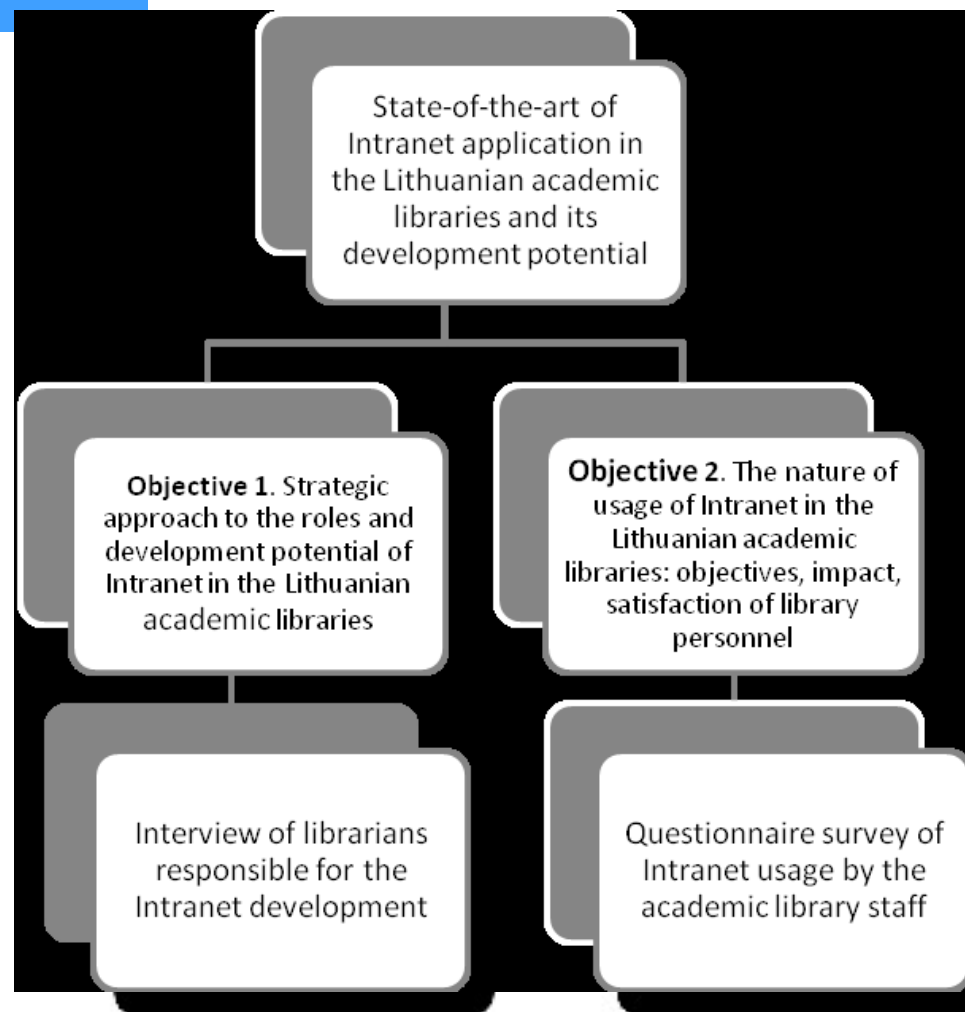 State-of-the-art of
Intranet application in
the Lithuanian academic
libraries and its
development potential
Objective 1. Strategic
approach to the roles and
development potential of
Intranet in the Lithuanian
academic libraries
Objective 2. The nature of
usage of Intranet in the
Lithuanian academic
libraries: objectives, impact,
satisfaction of library
personnel
Interview of librarians
responsible for the
Intranet development
Questionnaire survey of
Intranet usage by the
academic library staff